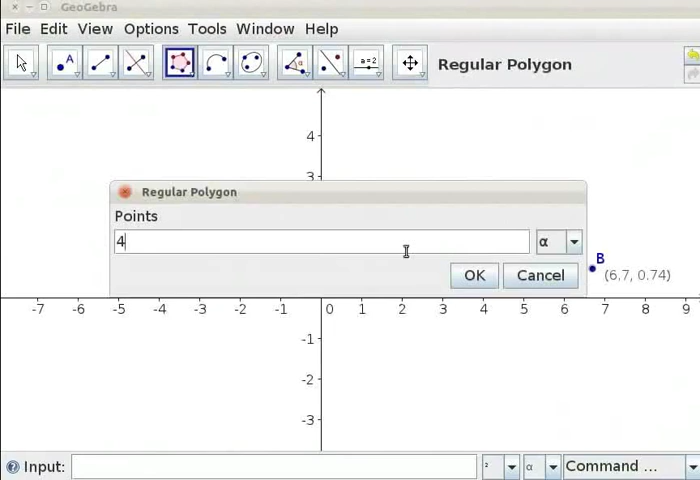 GeoGebra
File Edit View Options Tools Window Help
A
α
a=2
Regular Polygon
4
3
Regular Polygon
Points
4
α
OK Cancel
B
(6.7, 0.74)
-7 -6 -5 -4 -3 -2 -1 0 1 2 3 4 5 6 7 8 9
-1
-2
-3
Input: ² α Command ...